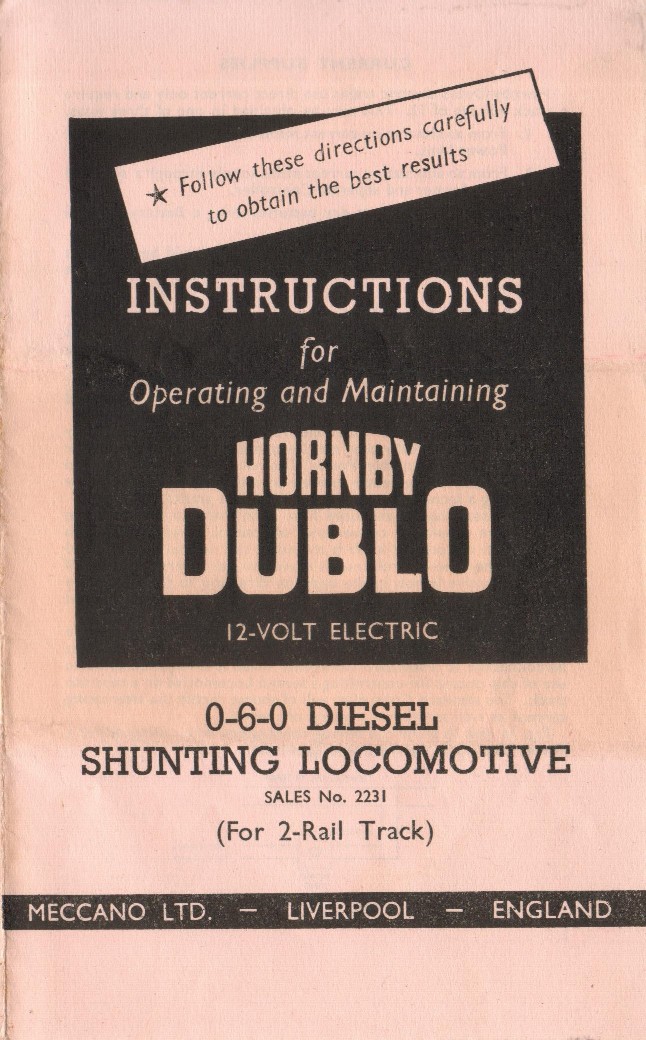 ★ Follow these directions carefully
to obtain the best results
INSTRUCTIONS
for
Operating and Maintaining
HORNBY
DUBLO
12-VOLT ELECTRIC
0-6-0 DIESEL
SHUNTING LOCOMOTIVE
SALES No. 2231
(For 2-Rail Track)
MECCANO LTD. — LIVERPOOL — ENGLAND